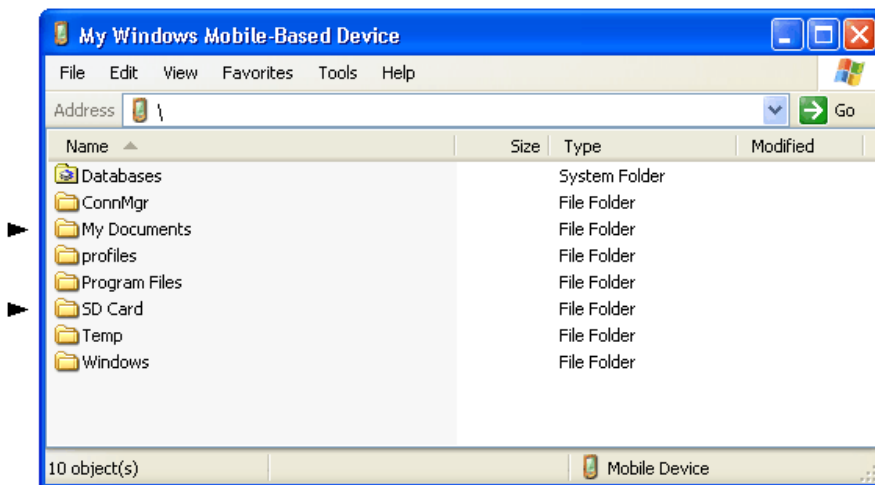 My Windows Mobile-Based Device
File Edit View Favorites Tools Help
Address \ Go
Name Size Type Modified
Databases System Folder
ConnMgr File Folder
My Documents File Folder
profiles File Folder
Program Files File Folder
SD Card File Folder
Temp File Folder
Windows File Folder
10 object(s) Mobile Device